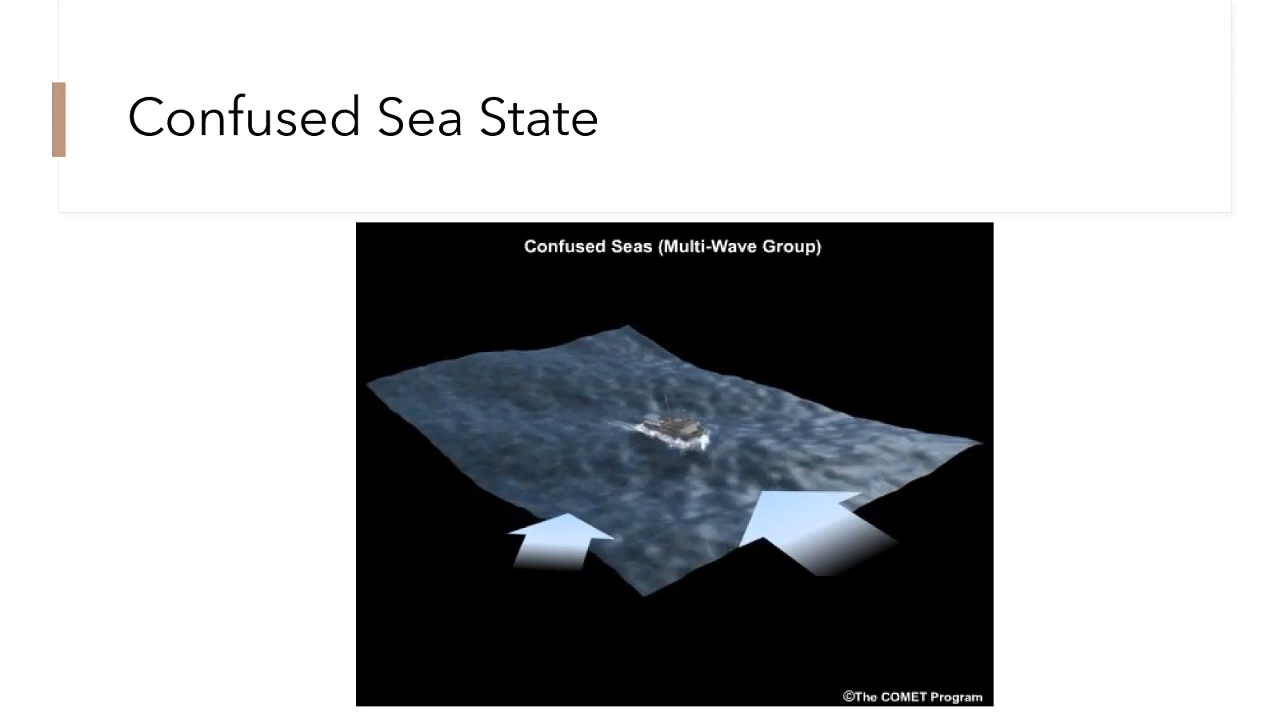 Confused Sea State
Confused Seas (Multi-Wave Group)
©The COMET Program